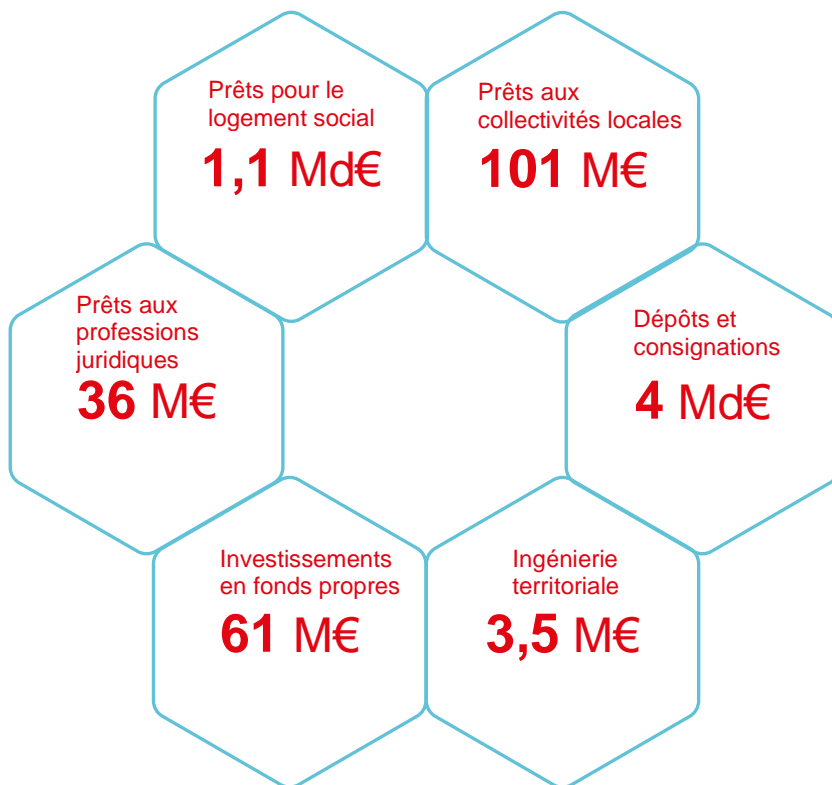 Prêts pour le
logement social
1,1 Md€
Prêts aux
collectivités locales
101 M€
Prêts aux
professions
juridiques
36 M€
Dépôts et
consignations
4 Md€
Investissements
en fonds propres
61 M€
Ingénierie
territoriale
3,5 M€